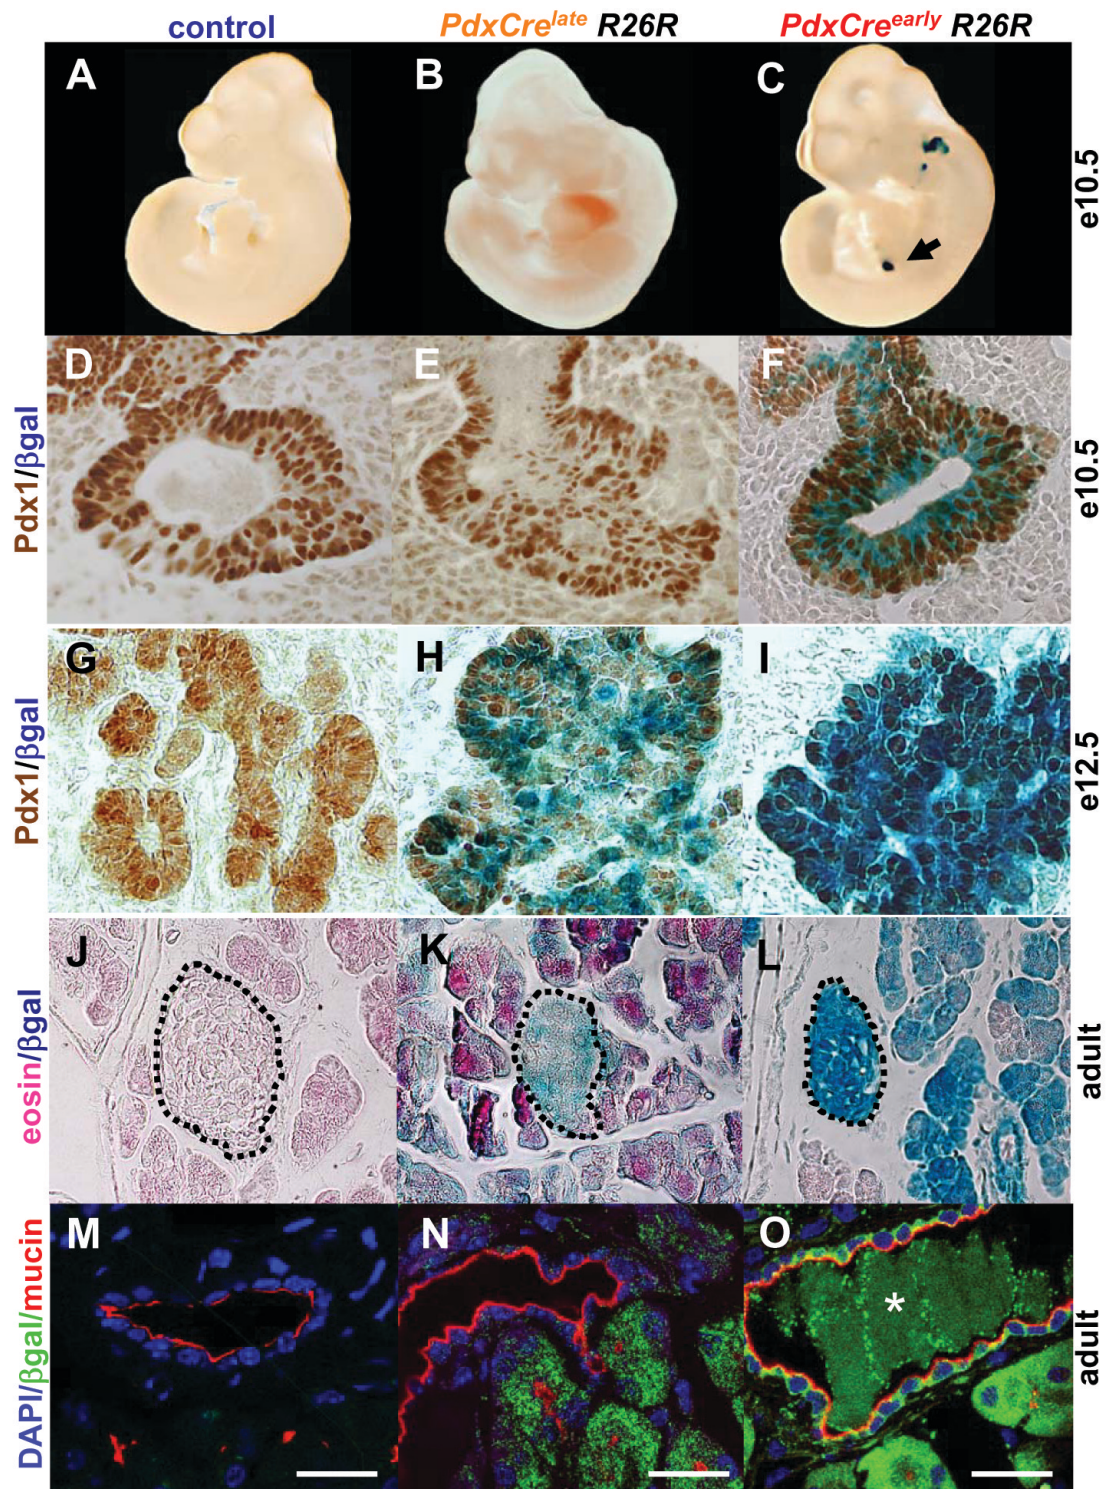 control PdxCrelate R26R PdxCreearly R26R
A B C
e10.5
D E F
Pdx1/βgal
e10.5
G H I
Pdx1/βgal
e12.5
J K L
eosin/βgal
adult
M N O
*
DAPI/βgal/mucin
adult